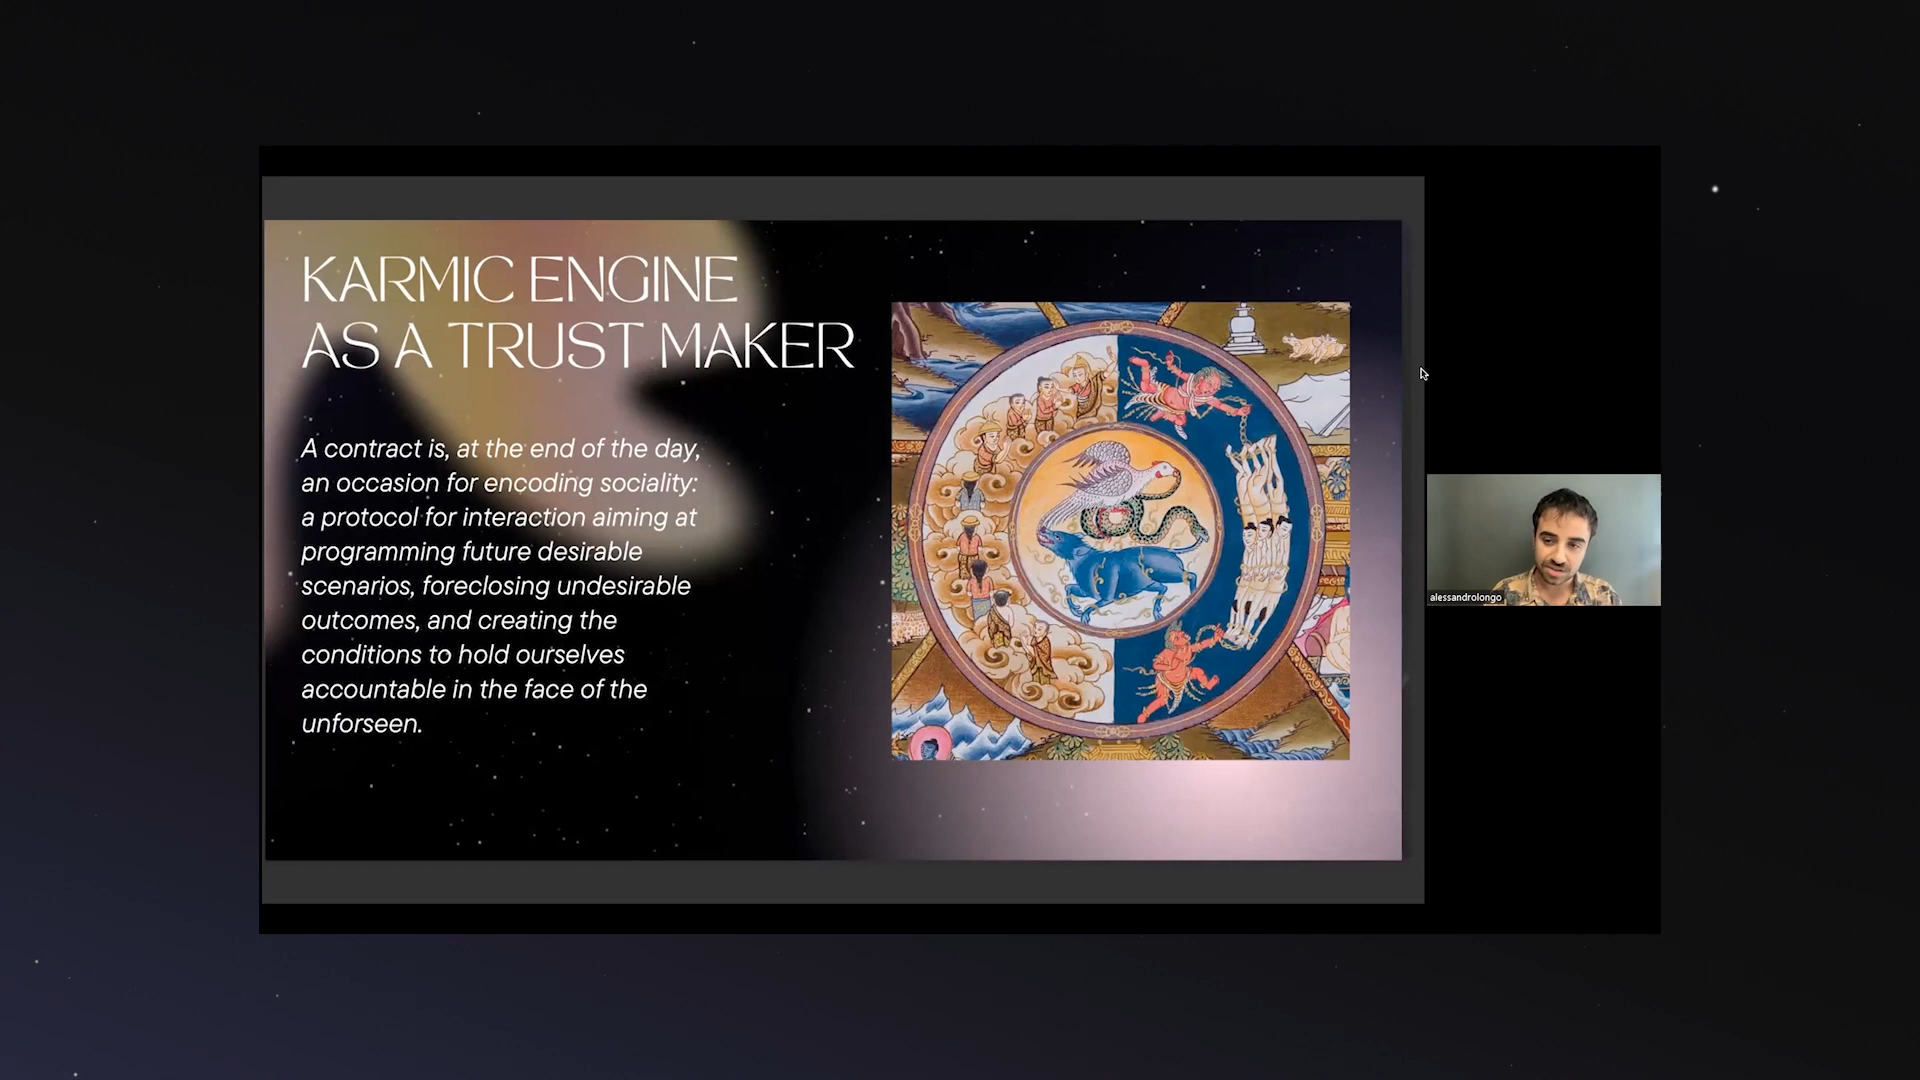 KARMIC ENGINE
AS A TRUST MAKER
A contract is, at the end of the day,
an occasion for encoding sociality:
a protocol for interaction aiming at
programming future desirable
scenarios, foreclosing undesirable
outcomes, and creating the
conditions to hold ourselves
accountable in the face of the
unforseen.
alessandrolongo